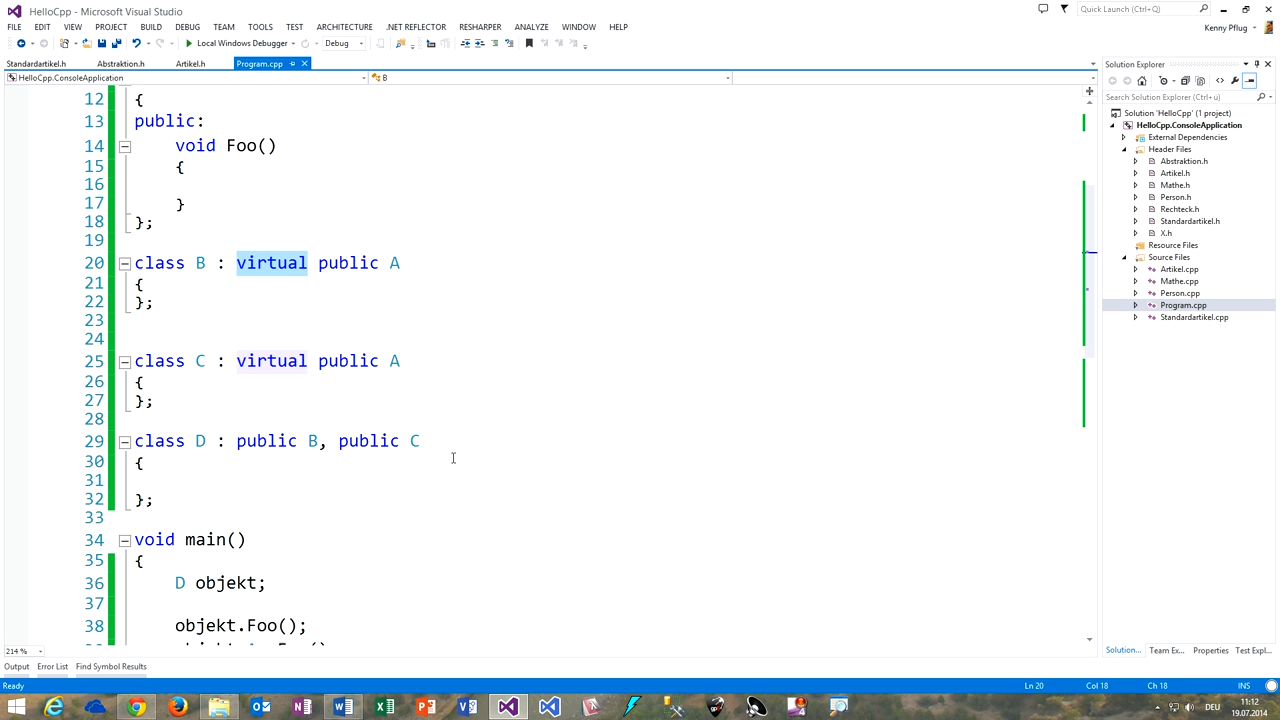 HelloCpp - Microsoft Visual Studio
Quick Launch (Ctrl+Q)
FILE EDIT VIEW PROJECT BUILD DEBUG TEAM TOOLS TEST ARCHITECTURE .NET REFLECTOR RESHARPER ANALYZE WINDOW HELP
Kenny Pflug
Local Windows Debugger Debug
Standardartikel.h Abstraktion.h Artikel.h Program.cpp
HelloCpp.ConsoleApplication B
12 {
13 public:
14 void Foo()
15 {
16
17 }
18 };
19
20 class B : virtual public A
21 {
22 };
23
24
25 class C : virtual public A
26 {
27 };
28
29 class D : public B, public C
30 {
31
32 };
33
34 void main()
35 {
36 D objekt;
37
38 objekt.Foo();
214 %
Solution Explorer
Search Solution Explorer (Ctrl+ü)
Solution 'HelloCpp' (1 project)
HelloCpp.ConsoleApplication
External Dependencies
Header Files
Abstraktion.h
Artikel.h
Mathe.h
Person.h
Rechteck.h
Standardartikel.h
X.h
Resource Files
Source Files
Artikel.cpp
Mathe.cpp
Person.cpp
Program.cpp
Standardartikel.cpp
Solution... Team Ex... Properties Test Expl...
Output Error List Find Symbol Results
Ready Ln 20 Col 18 Ch 18 INS
DEU
11:12
19.07.2014